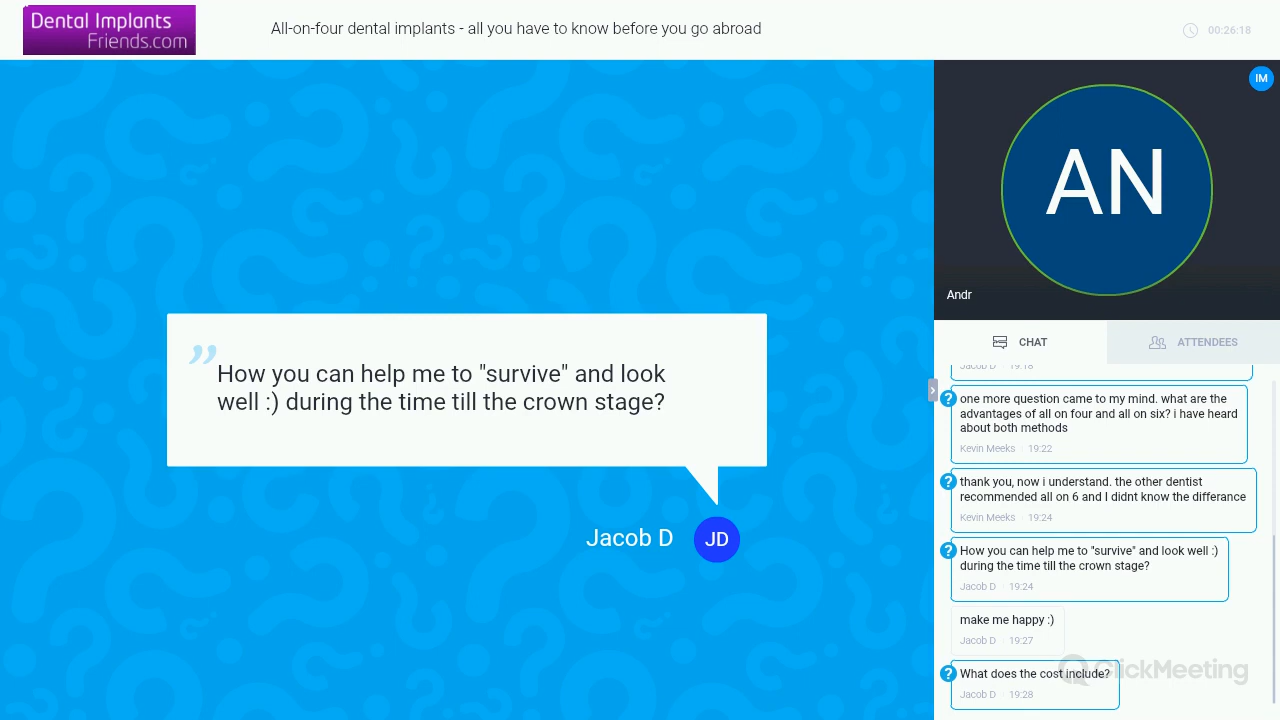 Dental Implants
Friends.com
All-on-four dental implants - all you have to know before you go abroad
00:26:18
IM
AN
Andr
CHAT
ATTENDEES
”
How you can help me to "survive" and look
well :) during the time till the crown stage?
Jacob D
JD
Jacob D · 19:18
? one more question came to my mind. what are the
advantages of all on four and all on six? i have heard
about both methods
Kevin Meeks · 19:22
? thank you, now i understand. the other dentist
recommended all on 6 and I didnt know the differance
Kevin Meeks · 19:24
? How you can help me to "survive" and look well :)
during the time till the crown stage?
Jacob D · 19:24
make me happy :)
Jacob D · 19:27
? What does the cost include?
Jacob D · 19:28
ClickMeeting